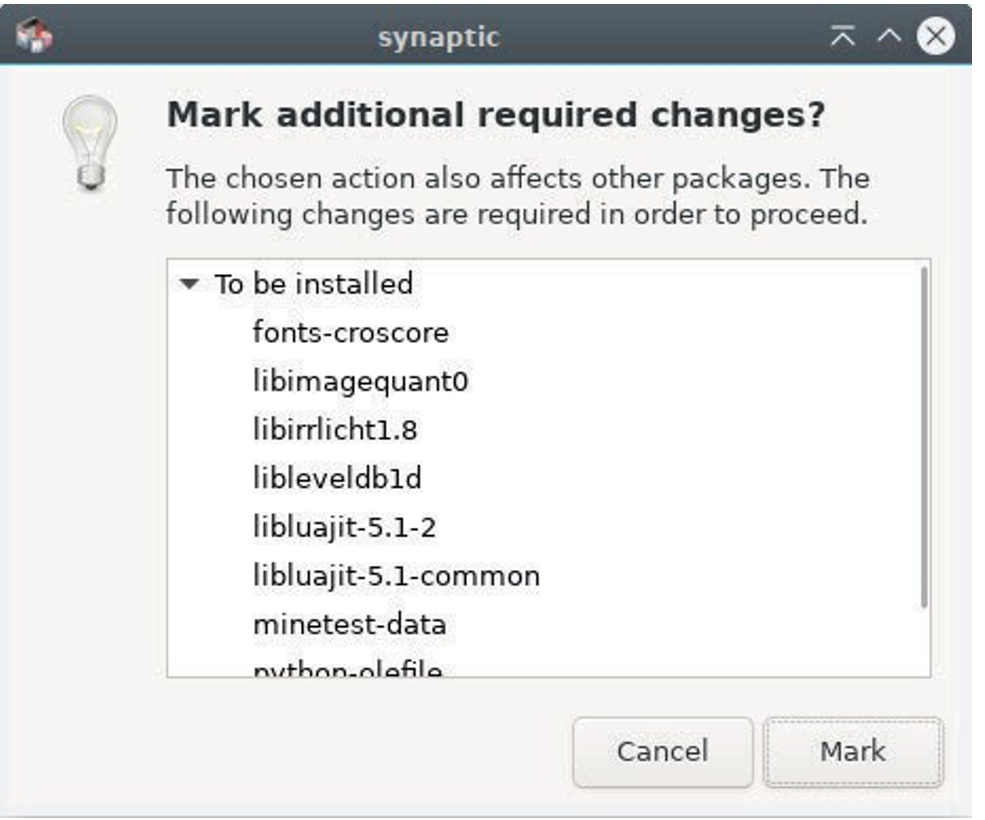 synaptic
Mark additional required changes?
The chosen action also affects other packages. The
following changes are required in order to proceed.
To be installed
fonts-croscore
libimagequant0
libirrlicht1.8
libleveldb1d
libluajit-5.1-2
libluajit-5.1-common
minetest-data
python-olefile
Cancel
Mark